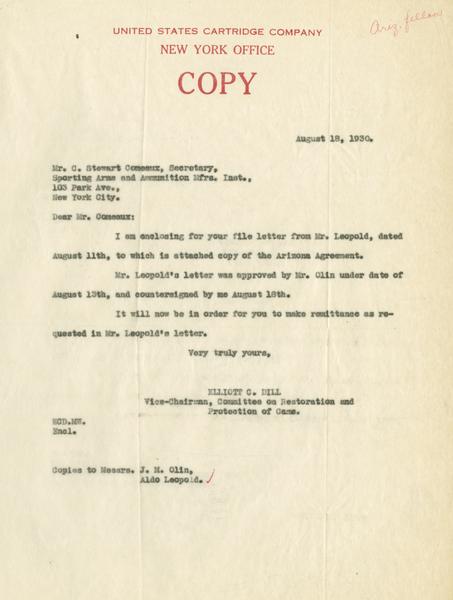 Ariz. fellow
UNITED STATES CARTRIDGE COMPANY
NEW YORK OFFICE
COPY
August 18, 1930.
Mr. C. Stewart Comeaux, Secretary,
Sporting Arms and Ammunition Mfrs. Inst.,
103 Park Ave.,
New York City.
Dear Mr. Comeaux:
I am enclosing for your file letter from Mr. Leopold, dated
August 11th, to which is attached copy of the Arizona Agreement.
Mr. Leopold's letter was approved by Mr. Olin under date of
August 13th, and countersigned by me August 18th.
It will now be in order for you to make remittance as re-
quested in Mr. Leopold's letter.
Very truly yours,
ELLIOTT C. DILL
Vice-Chairman, Committee on Restoration and
Protection of Game.
ECD.MW.
Encl.
Copies to Messrs. J. M. Olin,
Aldo Leopold.